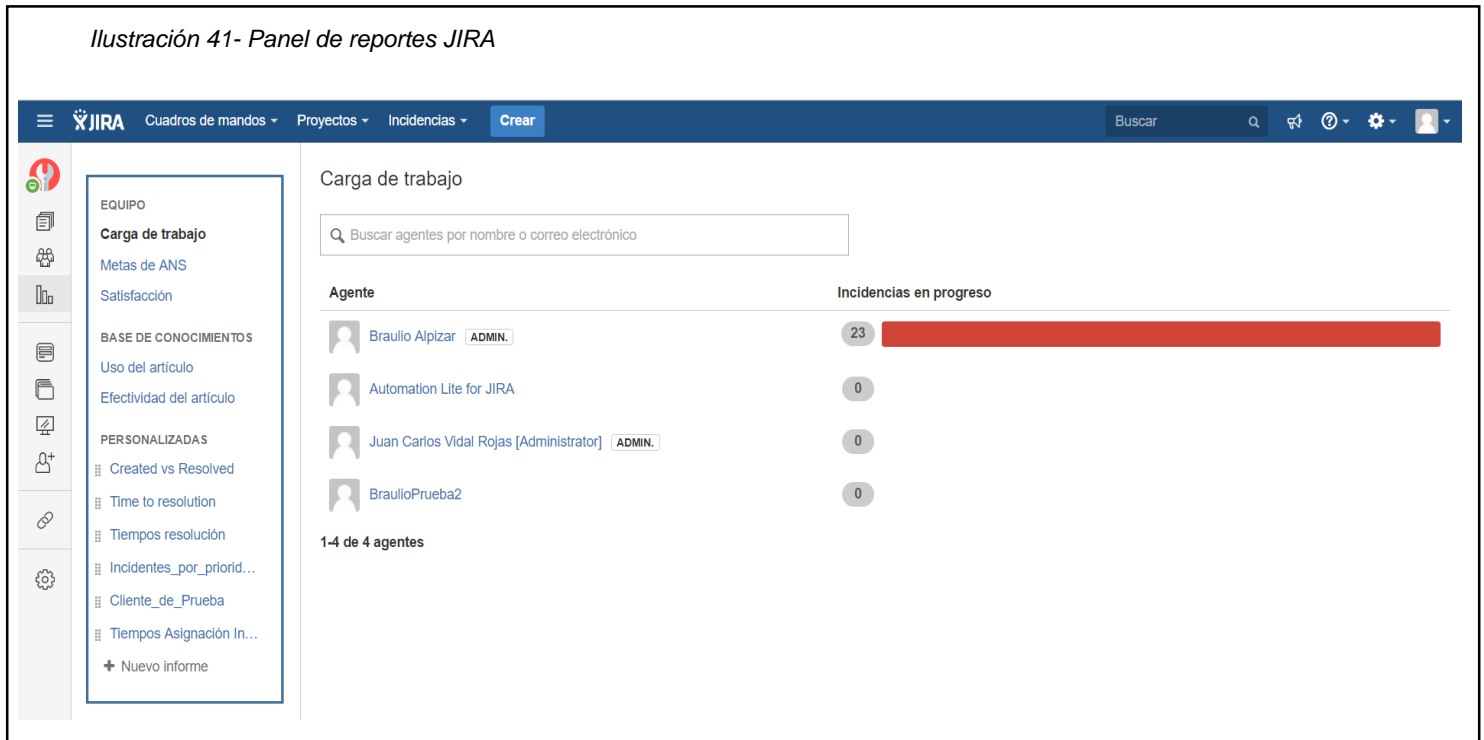 Ilustración 41- Panel de reportes JIRA
JIRA Cuadros de mandos Proyectos Incidencias Crear Buscar
EQUIPO
Carga de trabajo
Metas de ANS
Satisfacción
BASE DE CONOCIMIENTOS
Uso del artículo
Efectividad del artículo
PERSONALIZADAS
Created vs Resolved
Time to resolution
Tiempos resolución
Incidentes_por_priorid...
Cliente_de_Prueba
Tiempos Asignación In...
+ Nuevo informe
Carga de trabajo
Buscar agentes por nombre o correo electrónico
Agente Incidencias en progreso
Braulio Alpizar ADMIN. 23
Automation Lite for JIRA 0
Juan Carlos Vidal Rojas [Administrator] ADMIN. 0
BraulioPrueba2 0
1-4 de 4 agentes